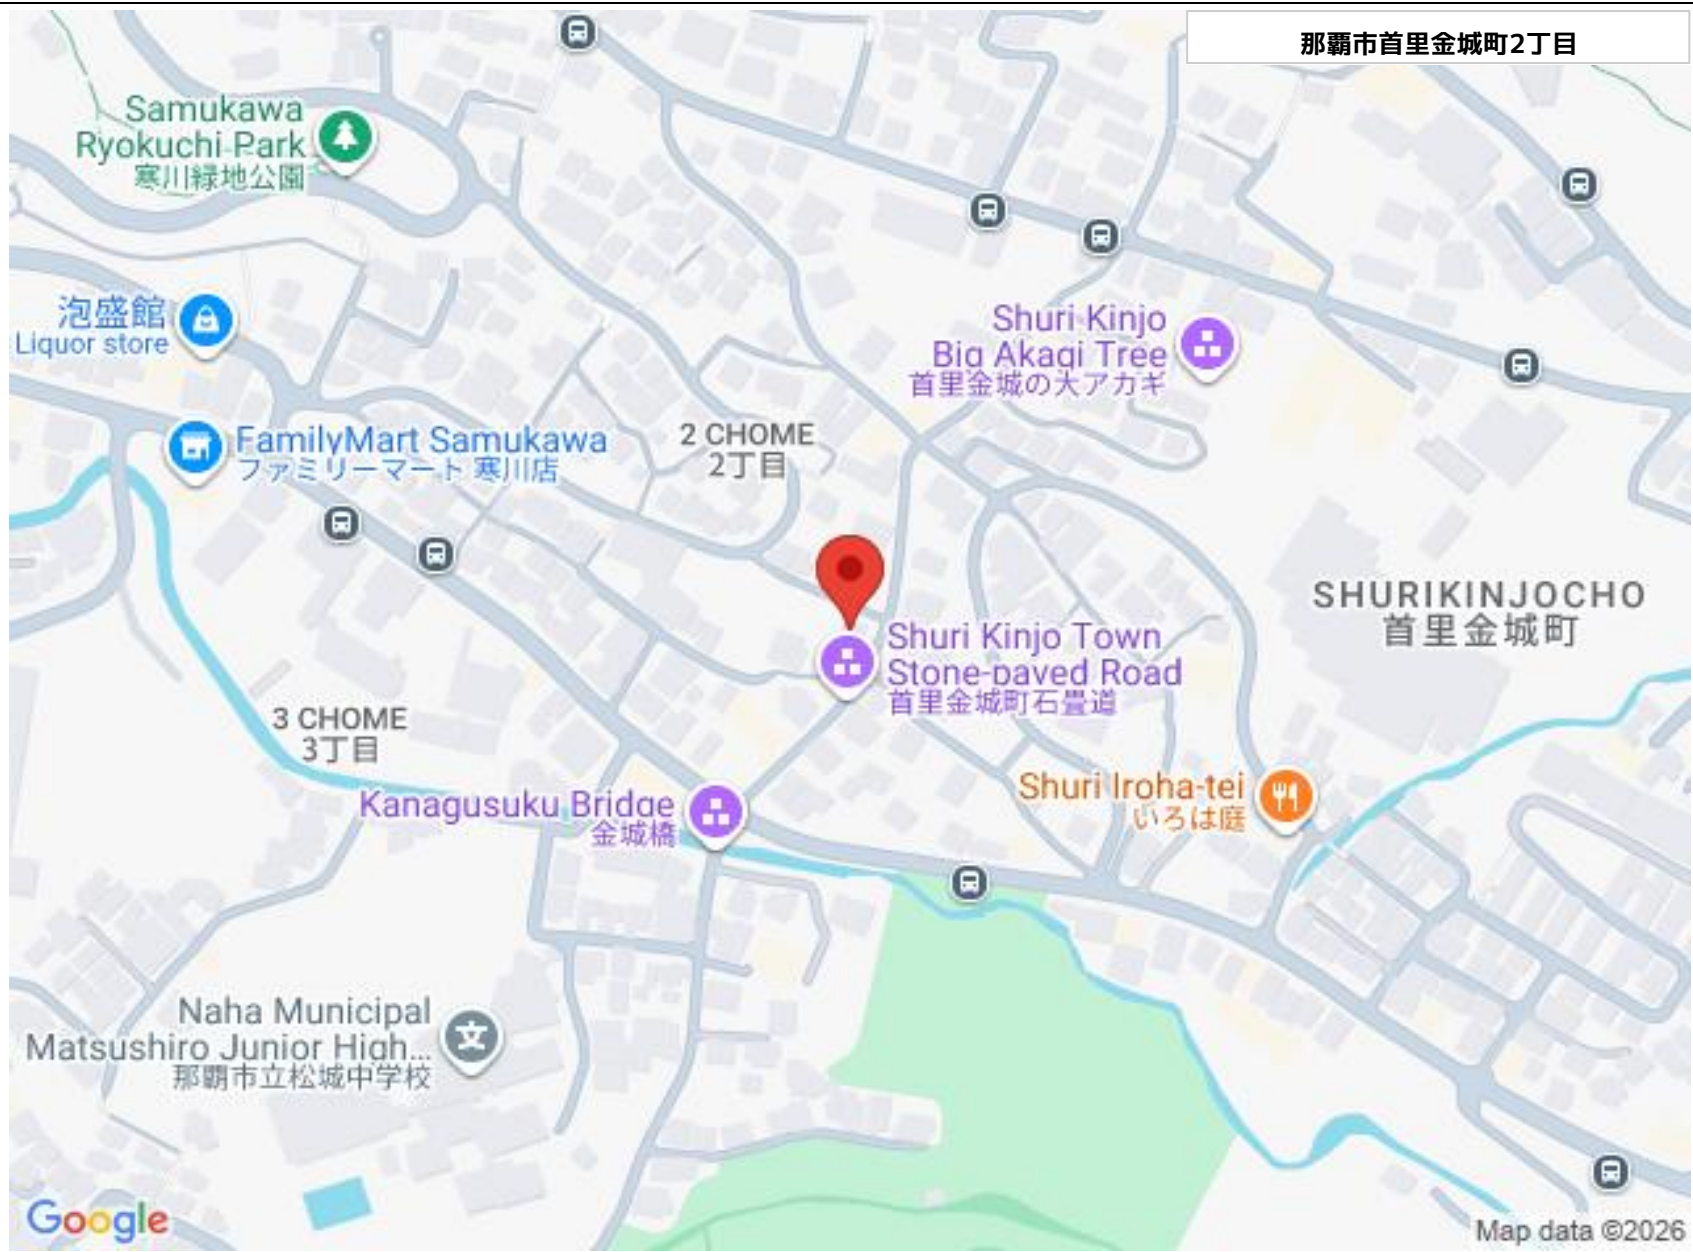 那覇市首里金城町2丁目
Samukawa
Ryokuchi Park
寒川緑地公園
泡盛館
Liquor store
Shuri Kinjo
Big Akagi Tree
首里金城の大アカギ
FamilyMart Samukawa
ファミリーマート 寒川店
2 CHOME
2丁目
SHURIKINJOCHO
首里金城町
Shuri Kinjo Town
Stone-paved Road
首里金城町石畳道
3 CHOME
3丁目
Kanagusuku Bridge
金城橋
Shuri Iroha-tei
いろは庭
Naha Municipal
Matsushiro Junior High...
那覇市立松城中学校
文
Google
Map data ©2026